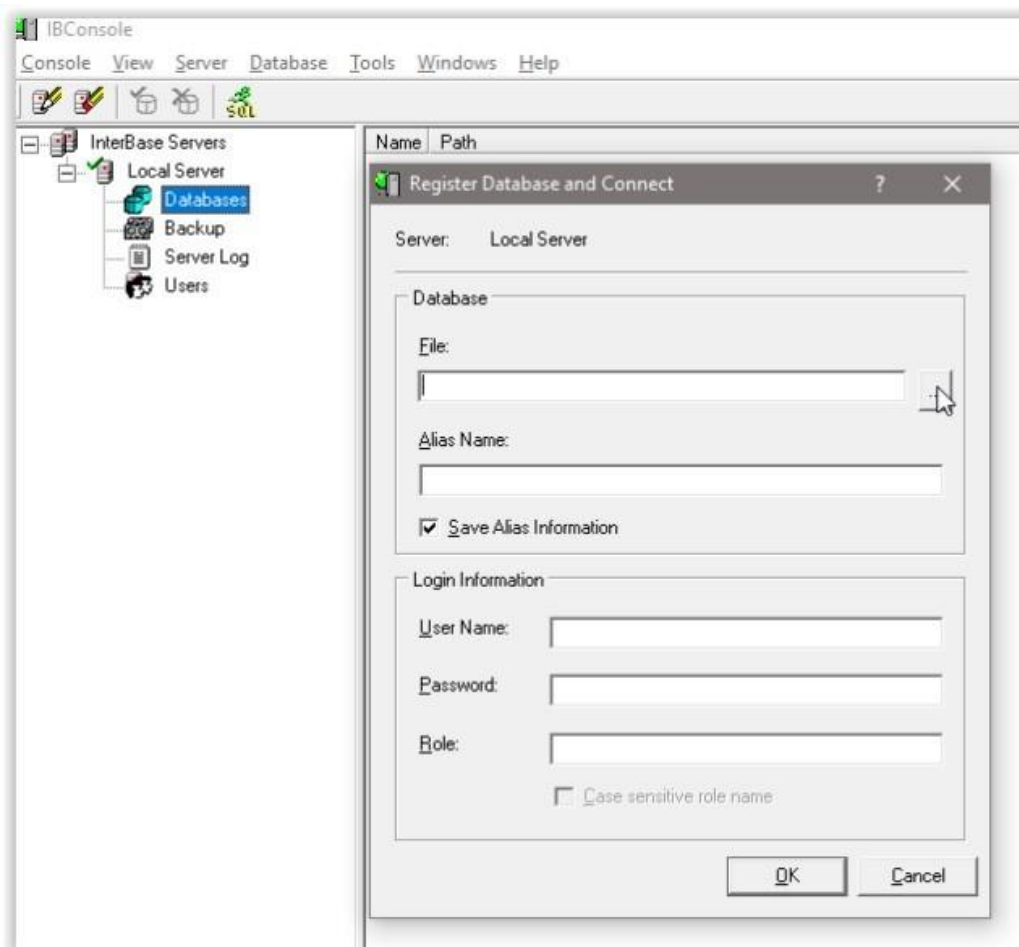 IBConsole
Console View Server Database Tools Windows Help
SQL
InterBase Servers
Local Server
Databases
Backup
Server Log
Users
Name Path
Register Database and Connect ? ×
Server: Local Server
Database
File:
...
Alias Name:
Save Alias Information
Login Information
User Name:
Password:
Role:
Case sensitive role name
OK Cancel